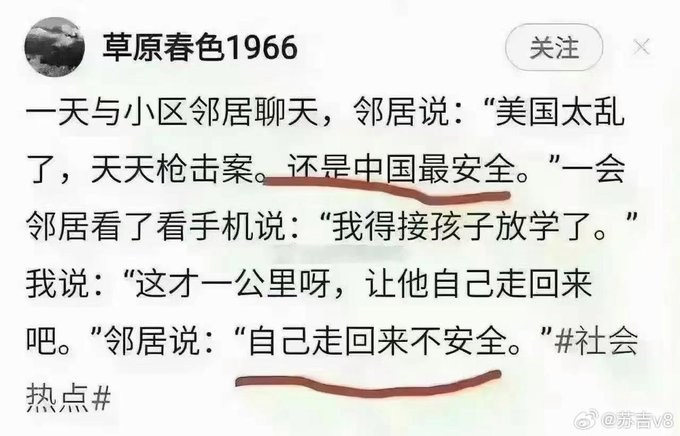 草原春色1966
关注
一天与小区邻居聊天，邻居说：“美国太乱
了，天天枪击案。还是中国最安全。”一会
邻居看了看手机说：“我得接孩子放学了。”
我说：“这才一公里呀，让他自己走回来
吧。”邻居说：“自己走回来不安全。”#社会
热点#
@苏吉v8